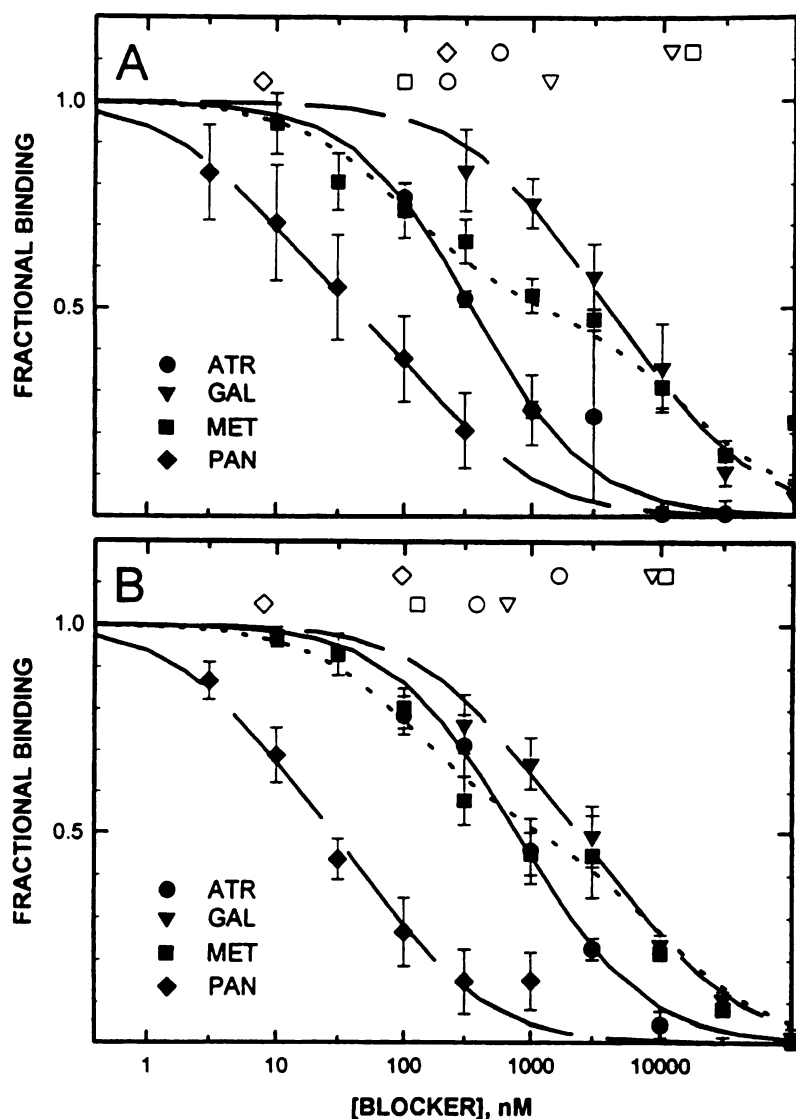 A
1.0
0.5
FRACTIONAL BINDING
ATR
GAL
MET
PAN
B
1.0
0.5
FRACTIONAL BINDING
ATR
GAL
MET
PAN
1 10 100 1000 10000
[BLOCKER], nM